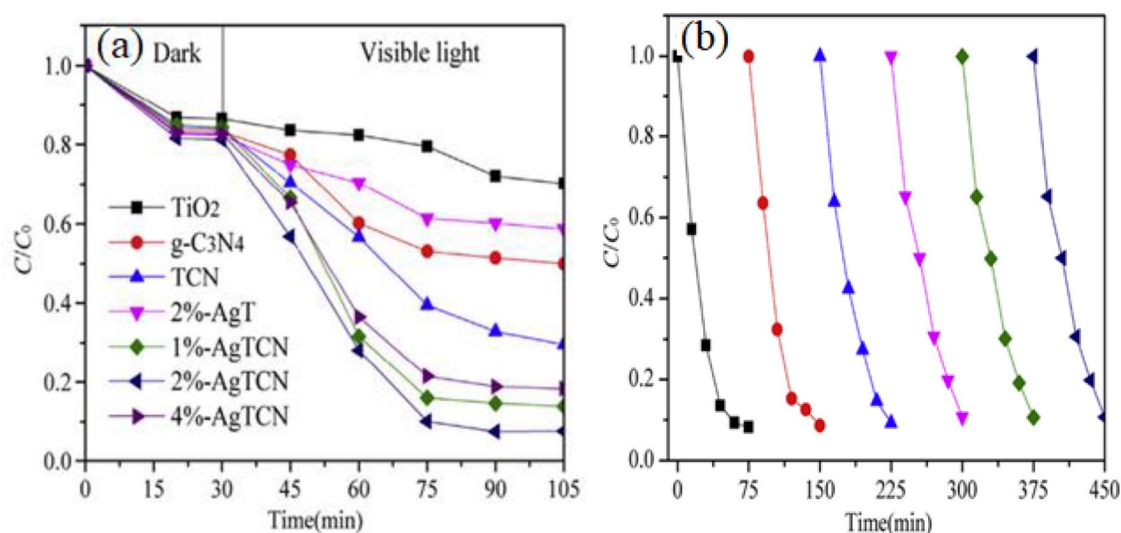 (a)
Dark
Visible light
1.0
0.8
0.6
0.4
0.2
0.0
C/C₀
TiO₂
g-C₃N₄
TCN
2%-AgT
1%-AgTCN
2%-AgTCN
4%-AgTCN
0 15 30 45 60 75 90 105
Time(min)
(b)
1.0
0.8
0.6
0.4
0.2
0.0
C/C₀
0 75 150 225 300 375 450
Time(min)